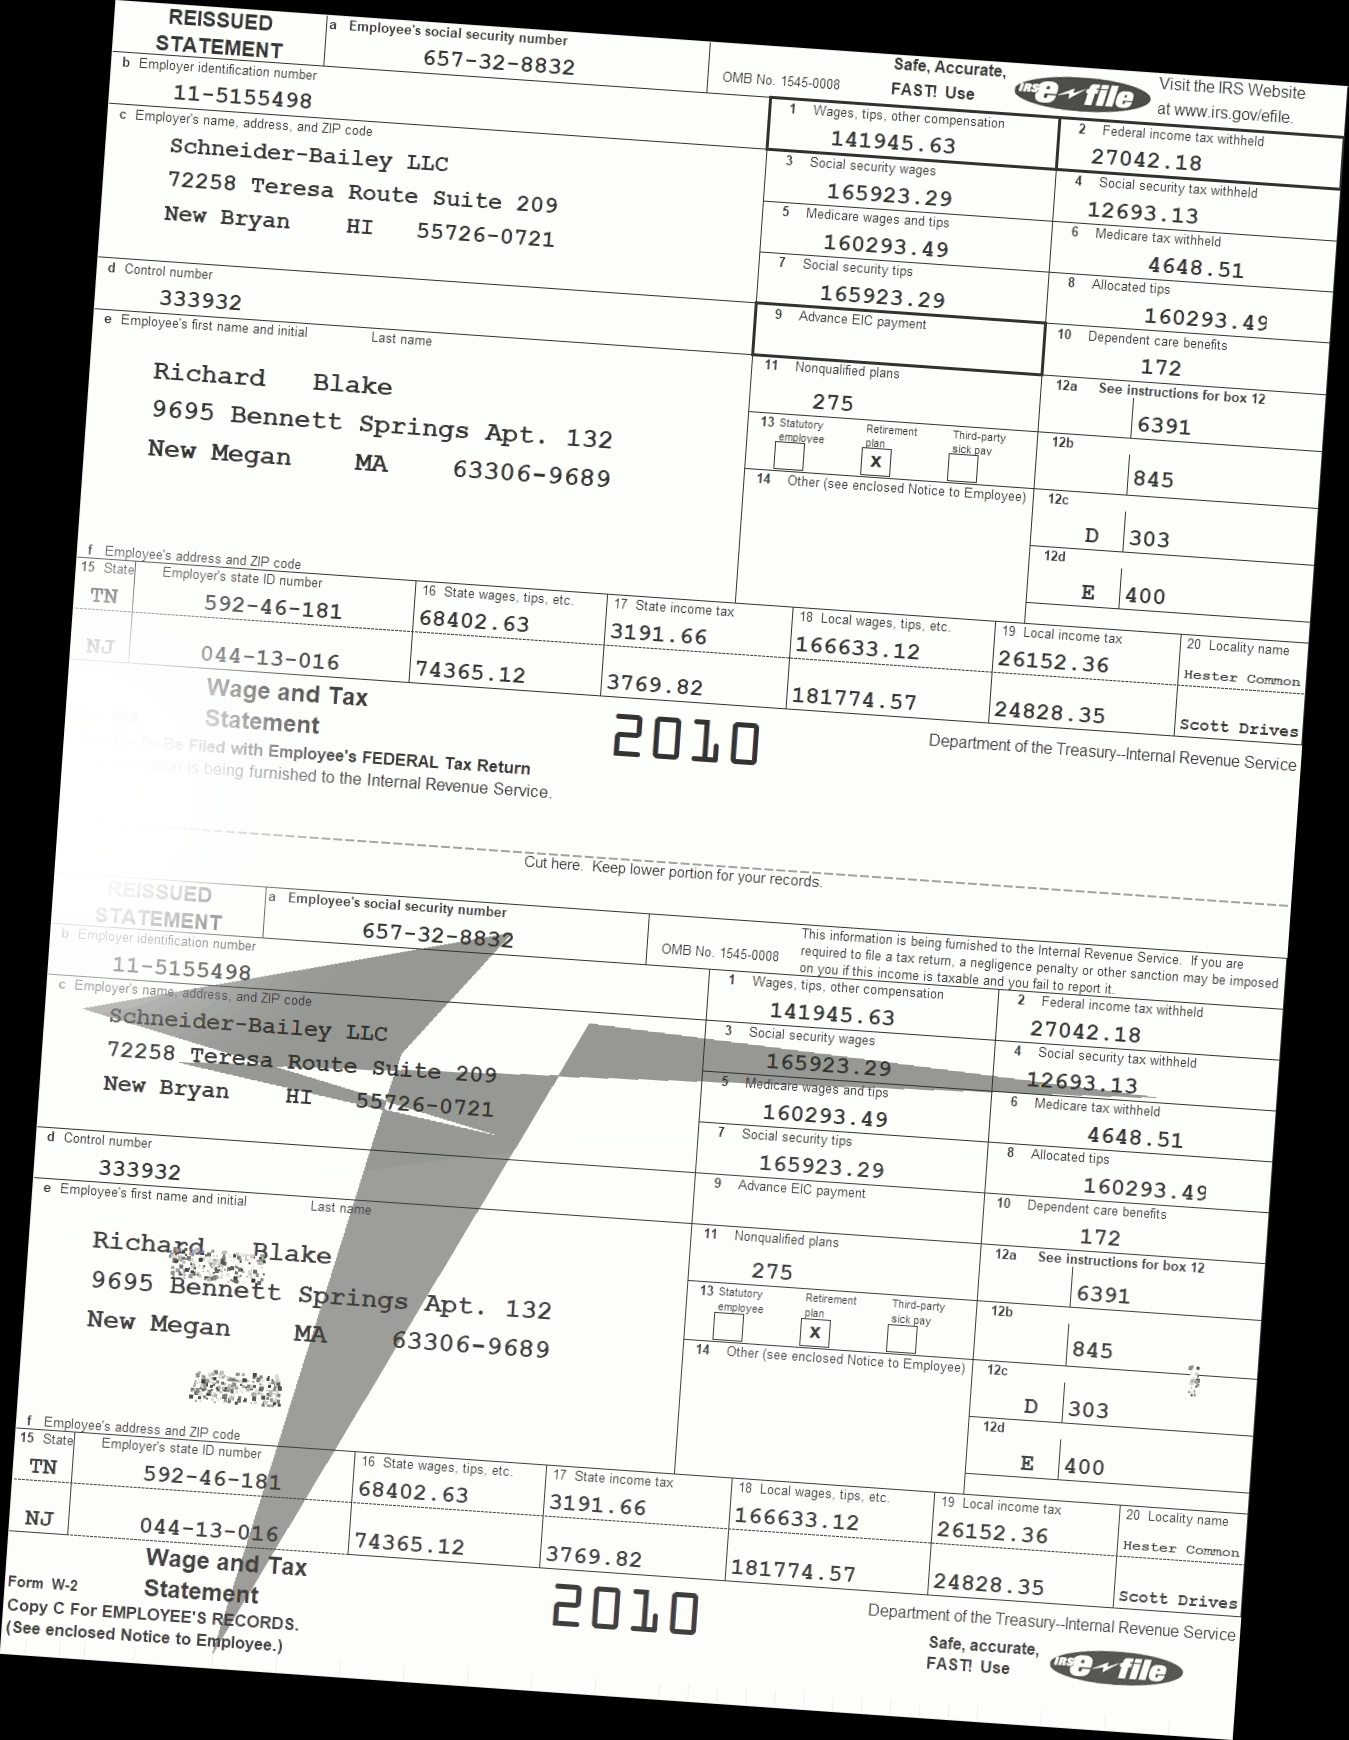 REISSUED
STATEMENT
a Employee's social security number
657-32-8832
OMB No. 1545-0008
Safe, Accurate,
FAST! Use
IRS e-file
Visit the IRS Website
at www.irs.gov/efile.
b Employer identification number
11-5155498
1 Wages, tips, other compensation
141945.63
2 Federal income tax withheld
27042.18
c Employer's name, address, and ZIP code
Schneider-Bailey LLC
72258 Teresa Route Suite 209
New Bryan HI 55726-0721
3 Social security wages
165923.29
4 Social security tax withheld
12693.13
5 Medicare wages and tips
160293.49
6 Medicare tax withheld
4648.51
7 Social security tips
165923.29
8 Allocated tips
160293.49
d Control number
333932
9 Advance EIC payment
10 Dependent care benefits
172
e Employee's first name and initial Last name
Richard Blake
9695 Bennett Springs Apt. 132
New Megan MA 63306-9689
11 Nonqualified plans
275
12a See instructions for box 12
6391
13 Statutory employee
Retirement plan
X
Third-party sick pay
12b
845
14 Other (see enclosed Notice to Employee)
12c
D 303
12d
E 400
f Employee's address and ZIP code
15 State Employer's state ID number
TN 592-46-181
NJ 044-13-016
16 State wages, tips, etc.
68402.63
74365.12
17 State income tax
3191.66
3769.82
18 Local wages, tips, etc.
166633.12
181774.57
19 Local income tax
26152.36
24828.35
20 Locality name
Hester Common
Scott Drives
Wage and Tax
Statement
Form W-2
2010
Department of the Treasury--Internal Revenue Service
To Be Filed with Employee's FEDERAL Tax Return
is being furnished to the Internal Revenue Service.
Cut here. Keep lower portion for your records.
REISSUED
STATEMENT
a Employee's social security number
657-32-8832
OMB No. 1545-0008
This information is being furnished to the Internal Revenue Service. If you are
required to file a tax return, a negligence penalty or other sanction may be imposed
on you if this income is taxable and you fail to report it.
b Employer identification number
11-5155498
1 Wages, tips, other compensation
141945.63
2 Federal income tax withheld
27042.18
c Employer's name, address, and ZIP code
Schneider-Bailey LLC
72258 Teresa Route Suite 209
New Bryan HI 55726-0721
3 Social security wages
165923.29
4 Social security tax withheld
12693.13
5 Medicare wages and tips
160293.49
6 Medicare tax withheld
4648.51
7 Social security tips
165923.29
8 Allocated tips
160293.49
d Control number
333932
9 Advance EIC payment
10 Dependent care benefits
172
e Employee's first name and initial Last name
Richard Blake
9695 Bennett Springs Apt. 132
New Megan MA 63306-9689
11 Nonqualified plans
275
12a See instructions for box 12
6391
13 Statutory employee
Retirement plan
X
Third-party sick pay
12b
845
14 Other (see enclosed Notice to Employee)
12c
D 303
12d
E 400
f Employee's address and ZIP code
15 State Employer's state ID number
TN 592-46-181
NJ 044-13-016
16 State wages, tips, etc.
68402.63
74365.12
17 State income tax
3191.66
3769.82
18 Local wages, tips, etc.
166633.12
181774.57
19 Local income tax
26152.36
24828.35
20 Locality name
Hester Common
Scott Drives
Wage and Tax
Statement
Form W-2
2010
Department of the Treasury--Internal Revenue Service
Copy C For EMPLOYEE'S RECORDS.
(See enclosed Notice to Employee.)
Safe, accurate,
FAST! Use
IRS e-file